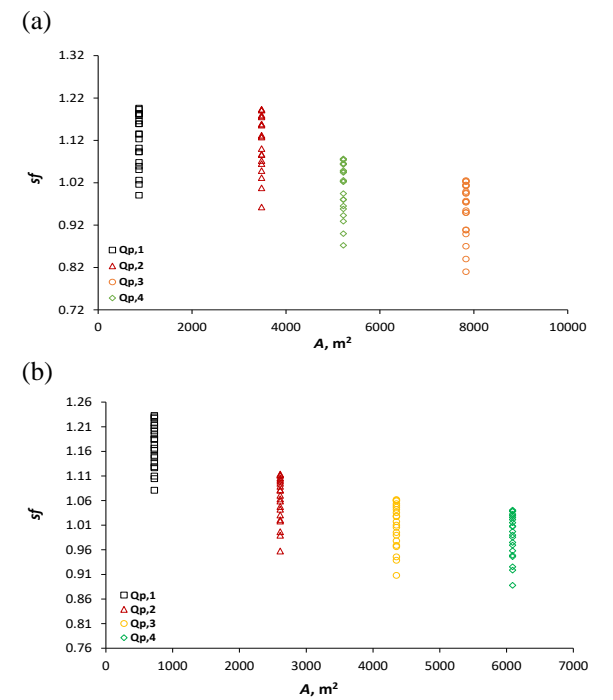 (a)
1.32
1.22
1.12
1.02
0.92
0.82
0.72
sf
Qp,1
Qp,2
Qp,3
Qp,4
0 2000 4000 6000 8000 10000
A, m²
(b)
1.26
1.21
1.16
1.11
1.06
1.01
0.96
0.91
0.86
0.81
0.76
sf
Qp,1
Qp,2
Qp,3
Qp,4
0 1000 2000 3000 4000 5000 6000 7000
A, m²